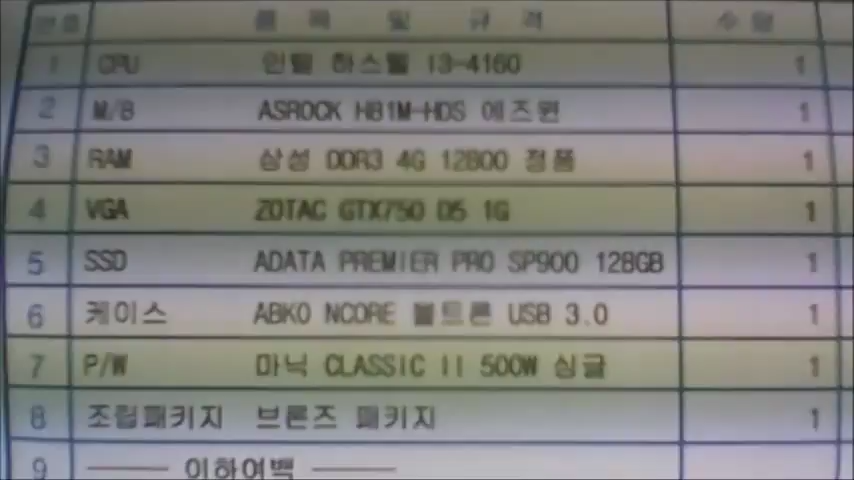 번호 품 목 및 규 격 수 량
1 CPU 인텔 하스웰 I3-4160 1
2 M/B ASROCK H81M-HDS 에즈윈 1
3 RAM 삼성 DDR3 4G 12800 정품 1
4 VGA ZOTAC GTX750 D5 1G 1
5 SSD ADATA PREMIER PRO SP900 128GB 1
6 케이스 ABKO NCORE 볼트론 USB 3.0 1
7 P/W 마닉 CLASSIC II 500W 싱글 1
8 조립패키지 브론즈 패키지 1
9 ─── 이하여백 ───